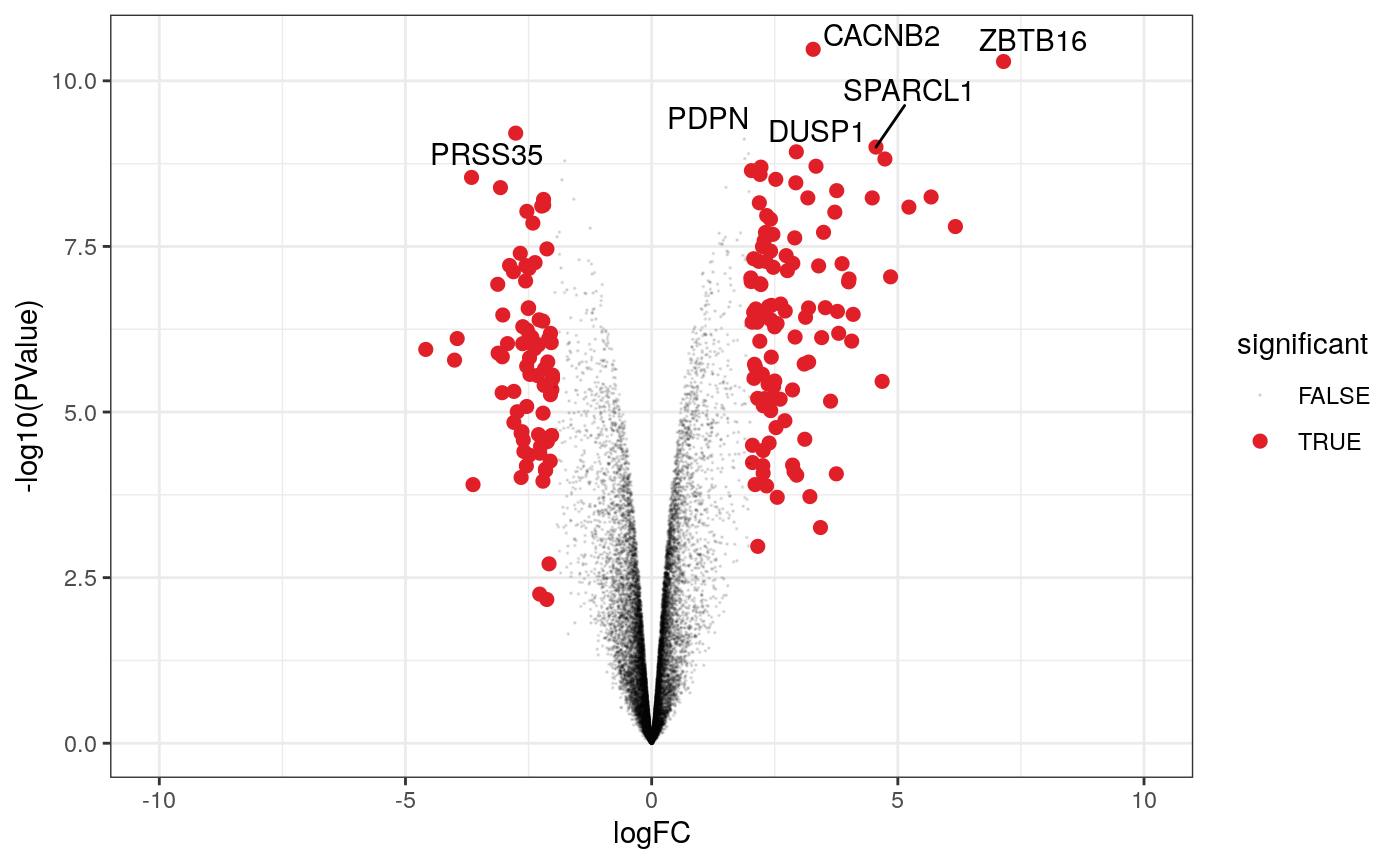 CACNB2
ZBTB16
SPARCL1
PDPN
DUSP1
PRSS35
10.0
7.5
5.0
2.5
0.0
-log10(PValue)
-10
-5
0
5
10
logFC
significant
FALSE
TRUE